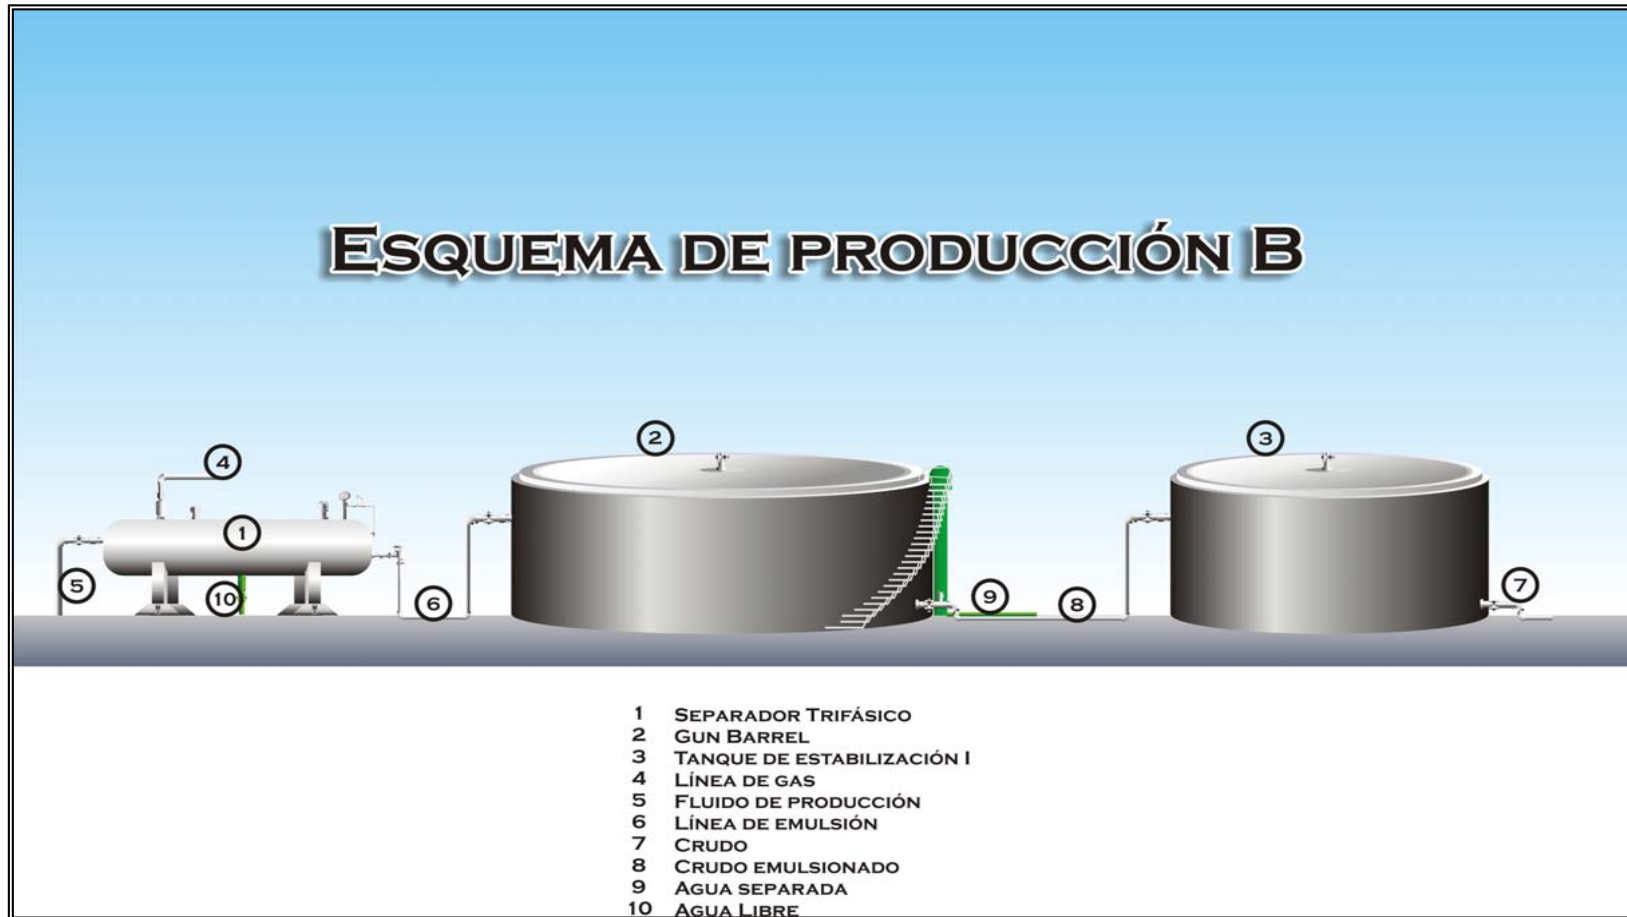 ESQUEMA DE PRODUCCIÓN B
2
3
4
1
5
10
6
9
8
7
1 SEPARADOR TRIFÁSICO
2 GUN BARREL
3 TANQUE DE ESTABILIZACIÓN I
4 LÍNEA DE GAS
5 FLUIDO DE PRODUCCIÓN
6 LÍNEA DE EMULSIÓN
7 CRUDO
8 CRUDO EMULSIONADO
9 AGUA SEPARADA
10 AGUA LIBRE